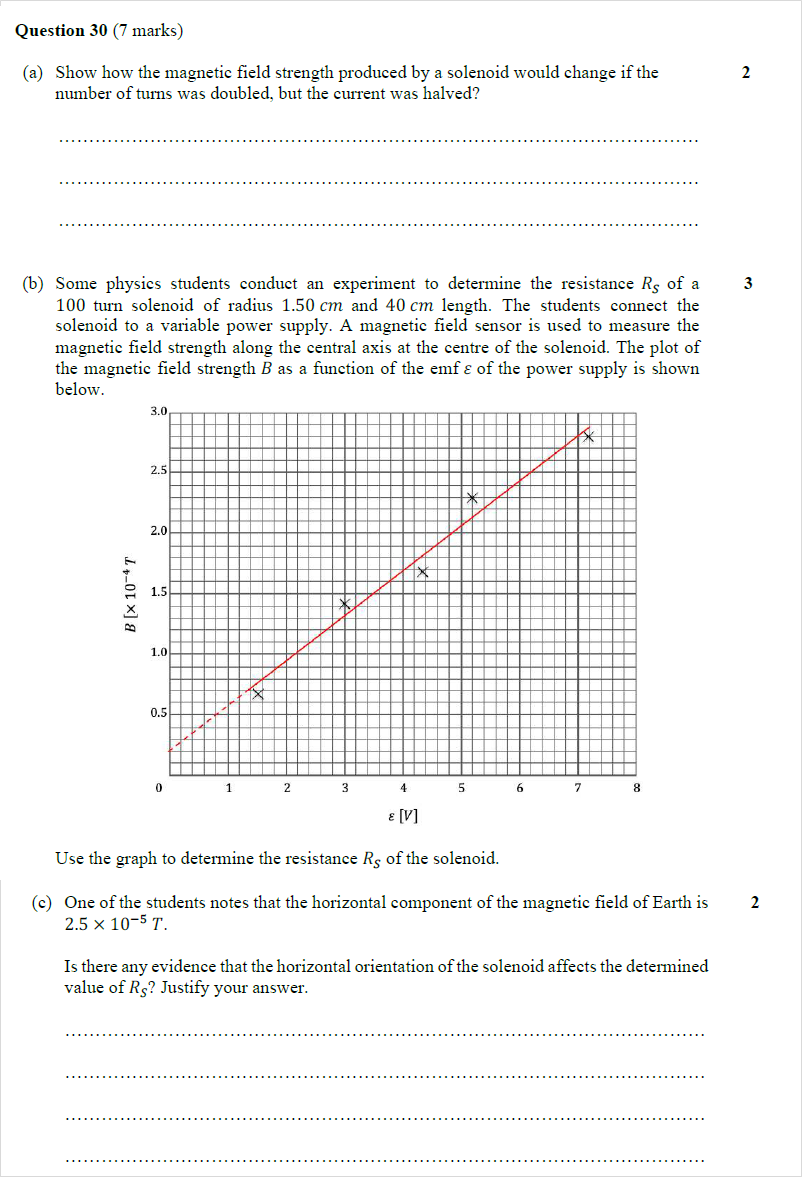 Question 30 (7 marks)
(a) Show how the magnetic field strength produced by a solenoid would change if the 2
number of turns was doubled, but the current was halved?
(b) Some physics students conduct an experiment to determine the resistance R_S of a 3
100 turn solenoid of radius 1.50 cm and 40 cm length. The students connect the
solenoid to a variable power supply. A magnetic field sensor is used to measure the
magnetic field strength along the central axis at the centre of the solenoid. The plot of
the magnetic field strength B as a function of the emf ε of the power supply is shown
below.
3.0
2.5
2.0
1.5
1.0
0.5
B [× 10⁻⁴ T
0 1 2 3 4 5 6 7 8
ε [V]
Use the graph to determine the resistance R_S of the solenoid.
(c) One of the students notes that the horizontal component of the magnetic field of Earth is 2
2.5 × 10⁻⁵ T.
Is there any evidence that the horizontal orientation of the solenoid affects the determined
value of R_S? Justify your answer.